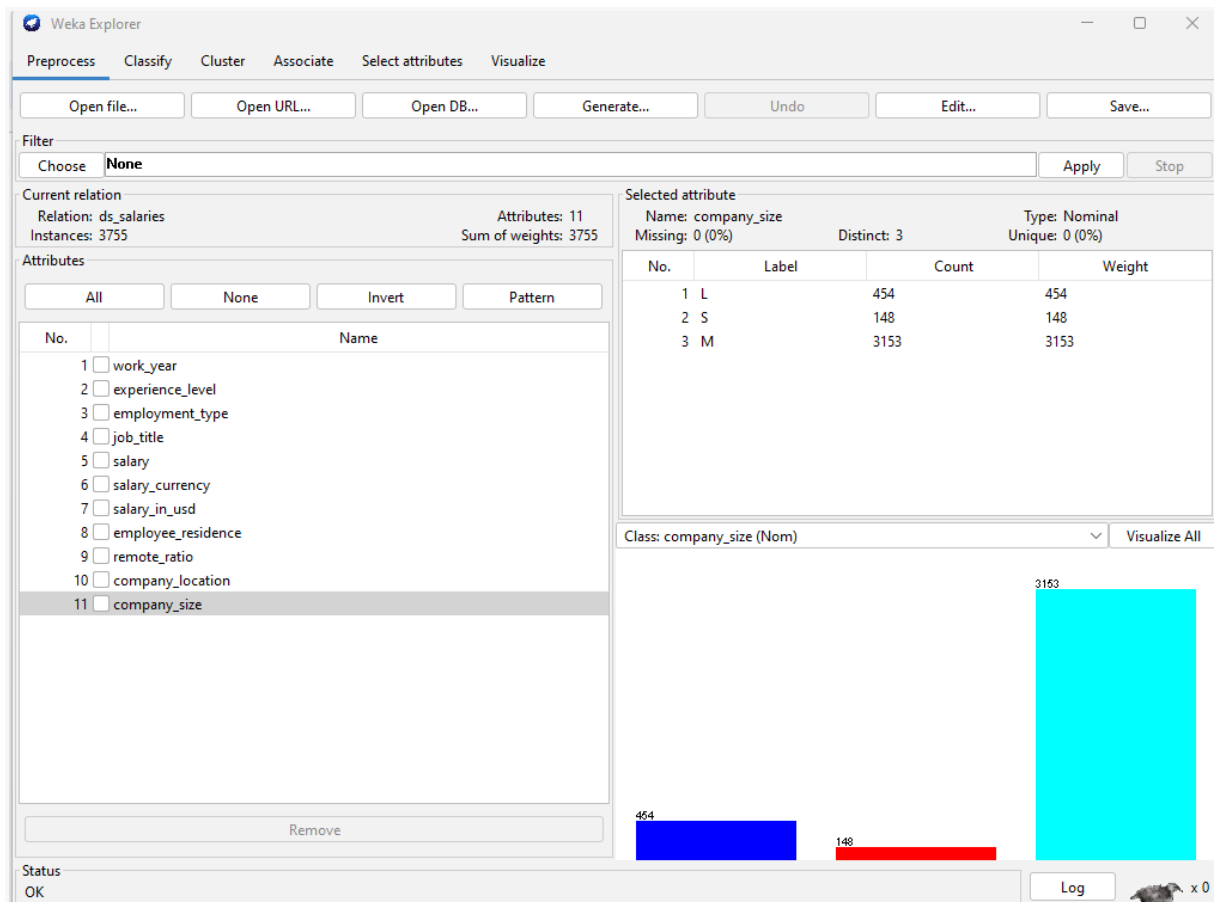 Weka Explorer
Preprocess Classify Cluster Associate Select attributes Visualize
Open file... Open URL... Open DB... Generate... Undo Edit... Save...
Filter
Choose None Apply Stop
Current relation
Relation: ds_salaries Attributes: 11
Instances: 3755 Sum of weights: 3755
Attributes
All None Invert Pattern
No. Name
1 work_year
2 experience_level
3 employment_type
4 job_title
5 salary
6 salary_currency
7 salary_in_usd
8 employee_residence
9 remote_ratio
10 company_location
11 company_size
Remove
Selected attribute
Name: company_size Type: Nominal
Missing: 0 (0%) Distinct: 3 Unique: 0 (0%)
No. Label Count Weight
1 L 454 454
2 S 148 148
3 M 3153 3153
Class: company_size (Nom) Visualize All
3153
454
148
Status
OK
Log x 0